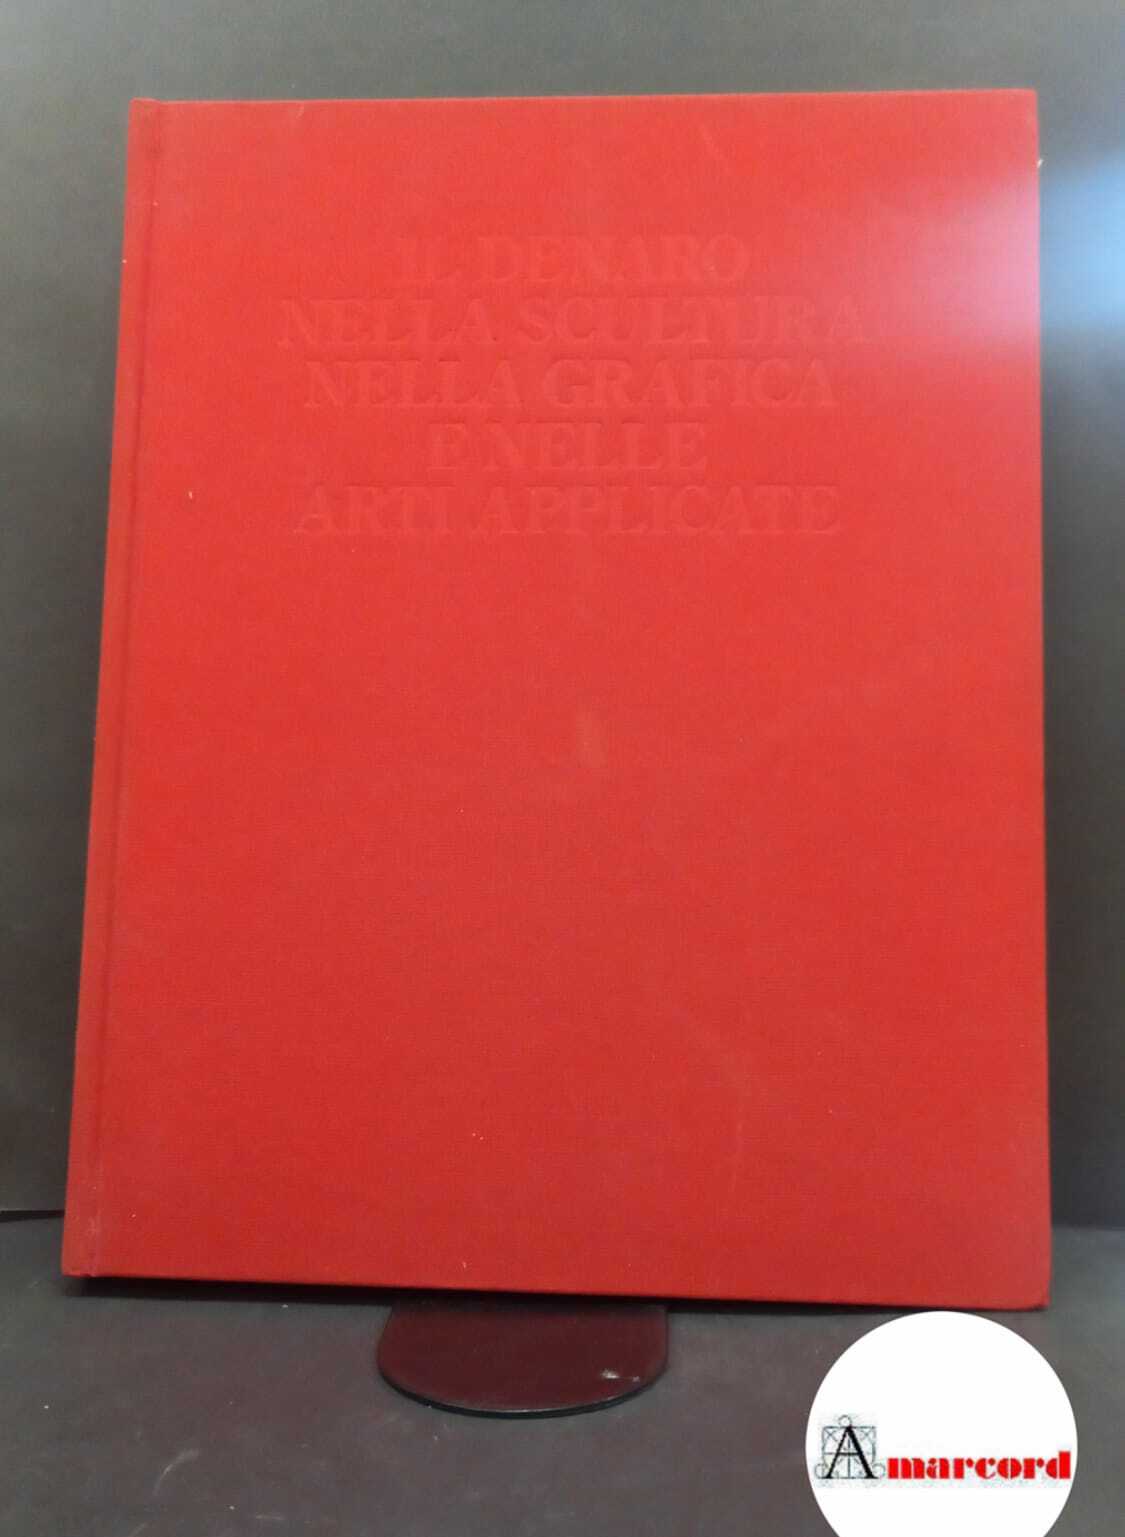 IL DENARO
NELLA SCULTURA
NELLA GRAFICA
E NELLE
ARTI APPLICATE
Amarcord